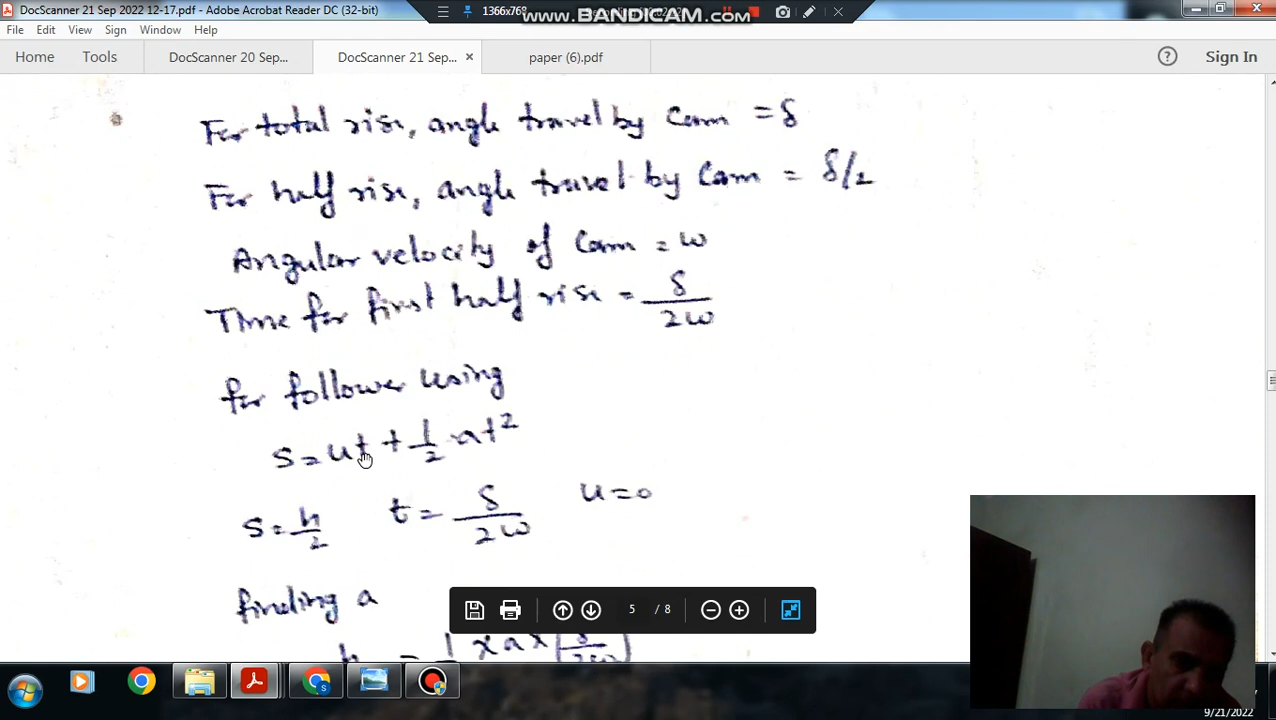 DocScanner 21 Sep 2022 12-17.pdf - Adobe Acrobat Reader DC (32-bit)
1366x768
www.BANDICAM.com
File Edit View Sign Window Help
Home Tools DocScanner 20 Sep... DocScanner 21 Sep... × paper (6).pdf Sign In
For total rise, angle travel by Cam = δ
For half rise, angle travel by Cam = δ/2
Angular velocity of Cam = ω
Time for first half rise = δ/2ω
for follower using
s = ut + 1/2 at²
s = h/2 t = δ/2ω u = 0
finding a
5 / 8
9/21/2022